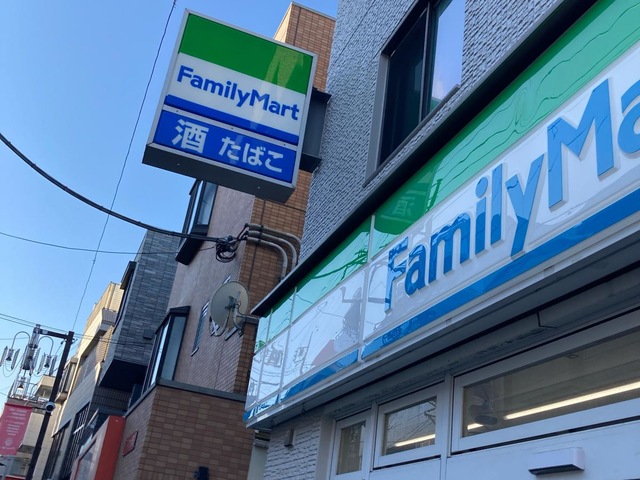 FamilyMart
酒 たばこ
FamilyMa